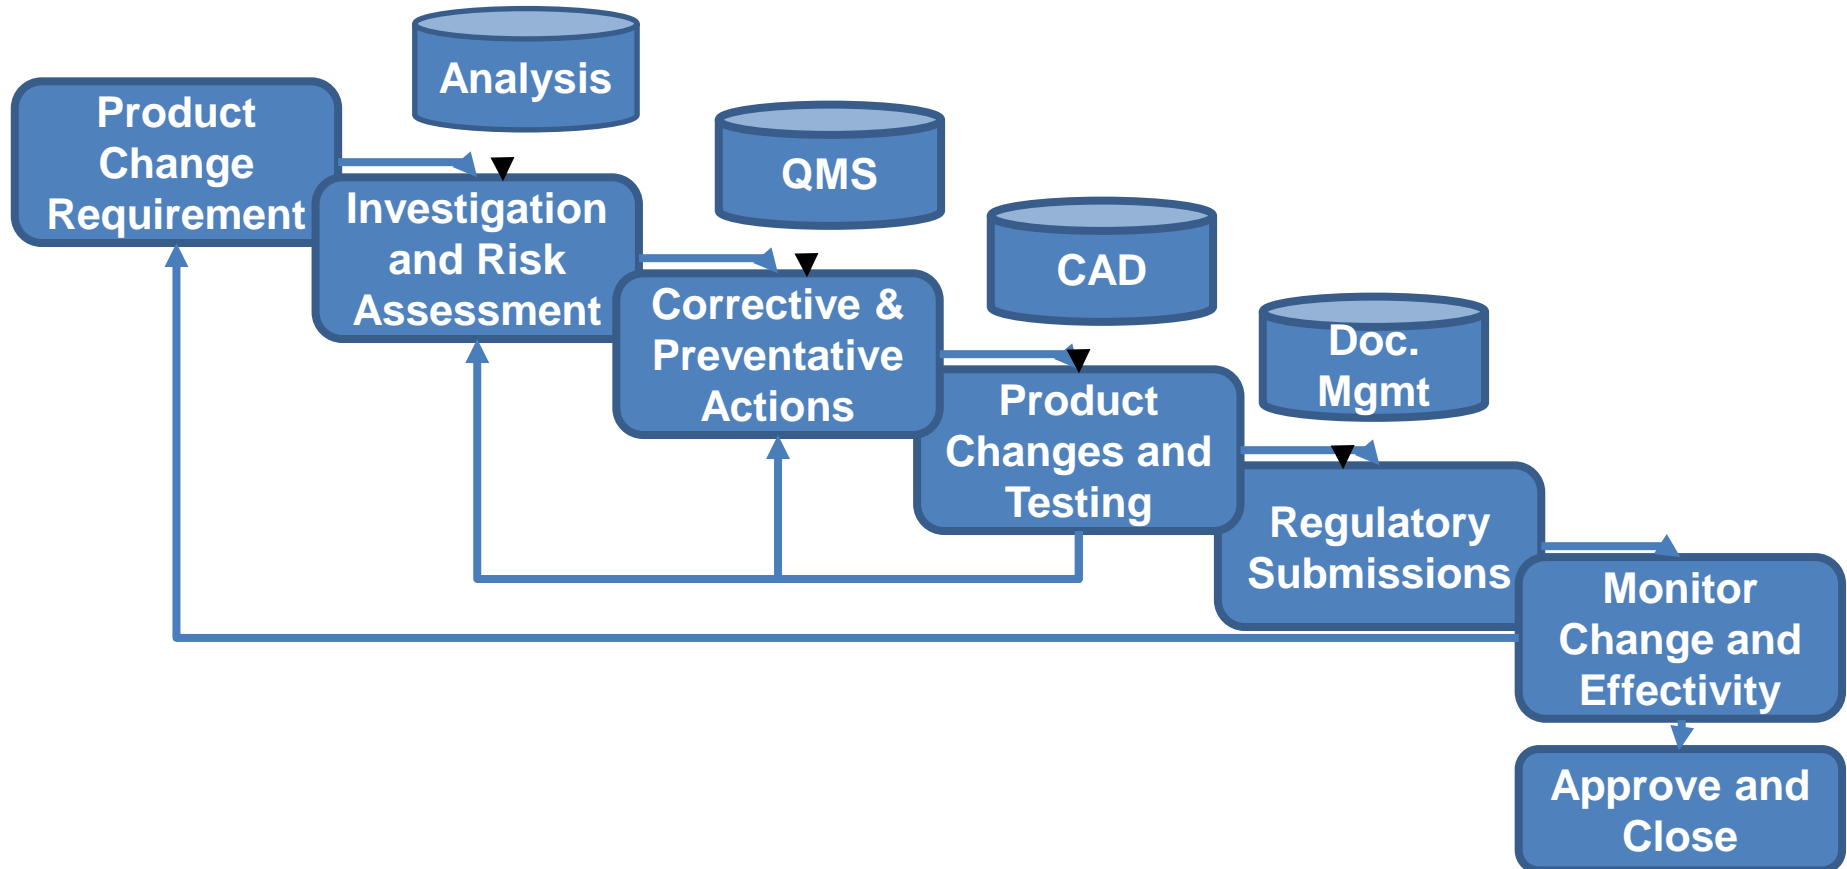 Analysis
Product
Change
Requirement
QMS
Investigation
and Risk
Assessment
CAD
Corrective &
Preventative
Actions
Doc.
Mgmt
Product
Changes and
Testing
Regulatory
Submissions
Monitor
Change and
Effectivity
Approve and
Close